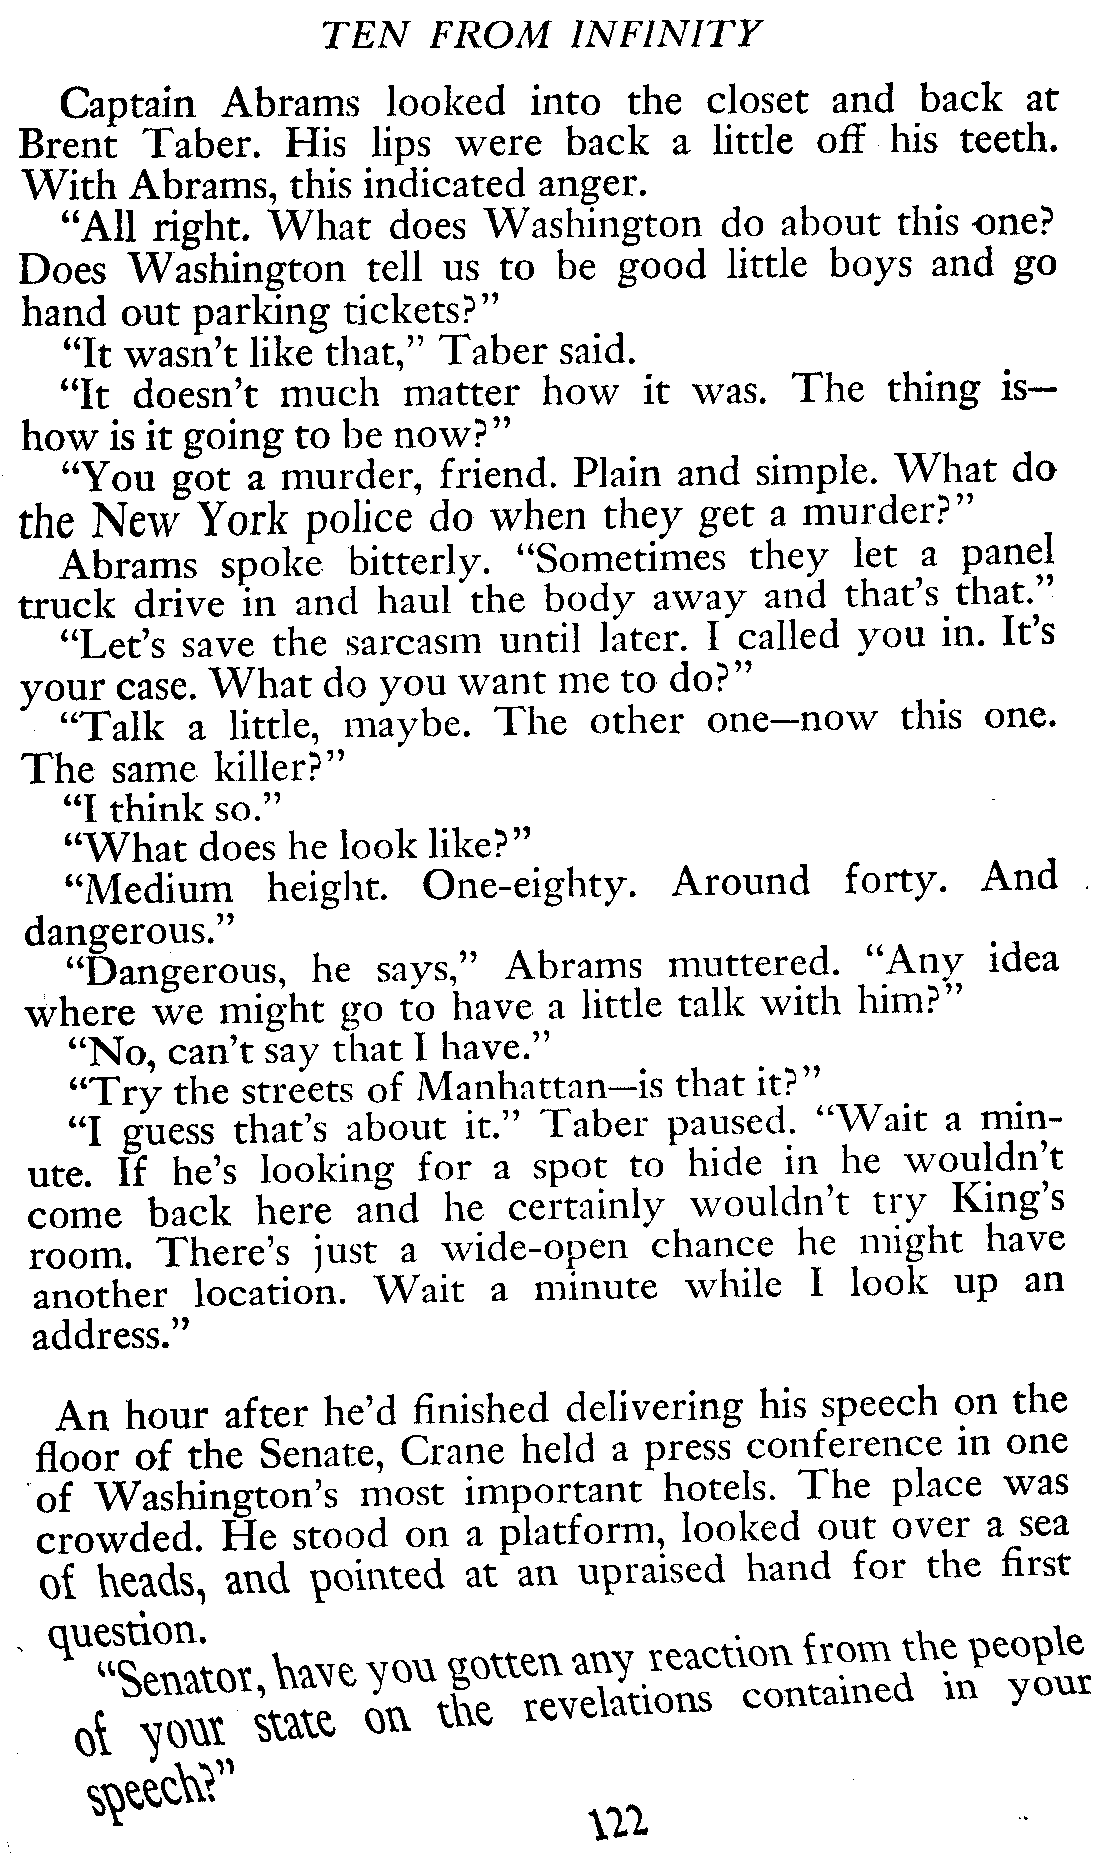 TEN FROM INFINITY
Captain Abrams looked into the closet and back at
Brent Taber. His lips were back a little off his teeth.
With Abrams, this indicated anger.
“All right. What does Washington do about this one?
Does Washington tell us to be good little boys and go
hand out parking tickets?”
“It wasn't like that,” Taber said.
“It doesn't much matter how it was. The thing is—
how is it going to be now?”
“You got a murder, friend. Plain and simple. What do
the New York police do when they get a murder?”
Abrams spoke bitterly. “Sometimes they let a panel
truck drive in and haul the body away and that's that.”
“Let's save the sarcasm until later. I called you in. It's
your case. What do you want me to do?”
“Talk a little, maybe. The other one—now this one.
The same killer?”
“I think so.”
“What does he look like?”
“Medium height. One-eighty. Around forty. And
dangerous.”
“Dangerous, he says,” Abrams muttered. “Any idea
where we might go to have a little talk with him?”
“No, can't say that I have.”
“Try the streets of Manhattan—is that it?”
“I guess that's about it.” Taber paused. “Wait a min-
ute. If he's looking for a spot to hide in he wouldn't
come back here and he certainly wouldn't try King's
room. There's just a wide-open chance he might have
another location. Wait a minute while I look up an
address.”
An hour after he'd finished delivering his speech on the
floor of the Senate, Crane held a press conference in one
of Washington's most important hotels. The place was
crowded. He stood on a platform, looked out over a sea
of heads, and pointed at an upraised hand for the first
question.
“Senator, have you gotten any reaction from the people
of your state on the revelations contained in your
speech?”
122